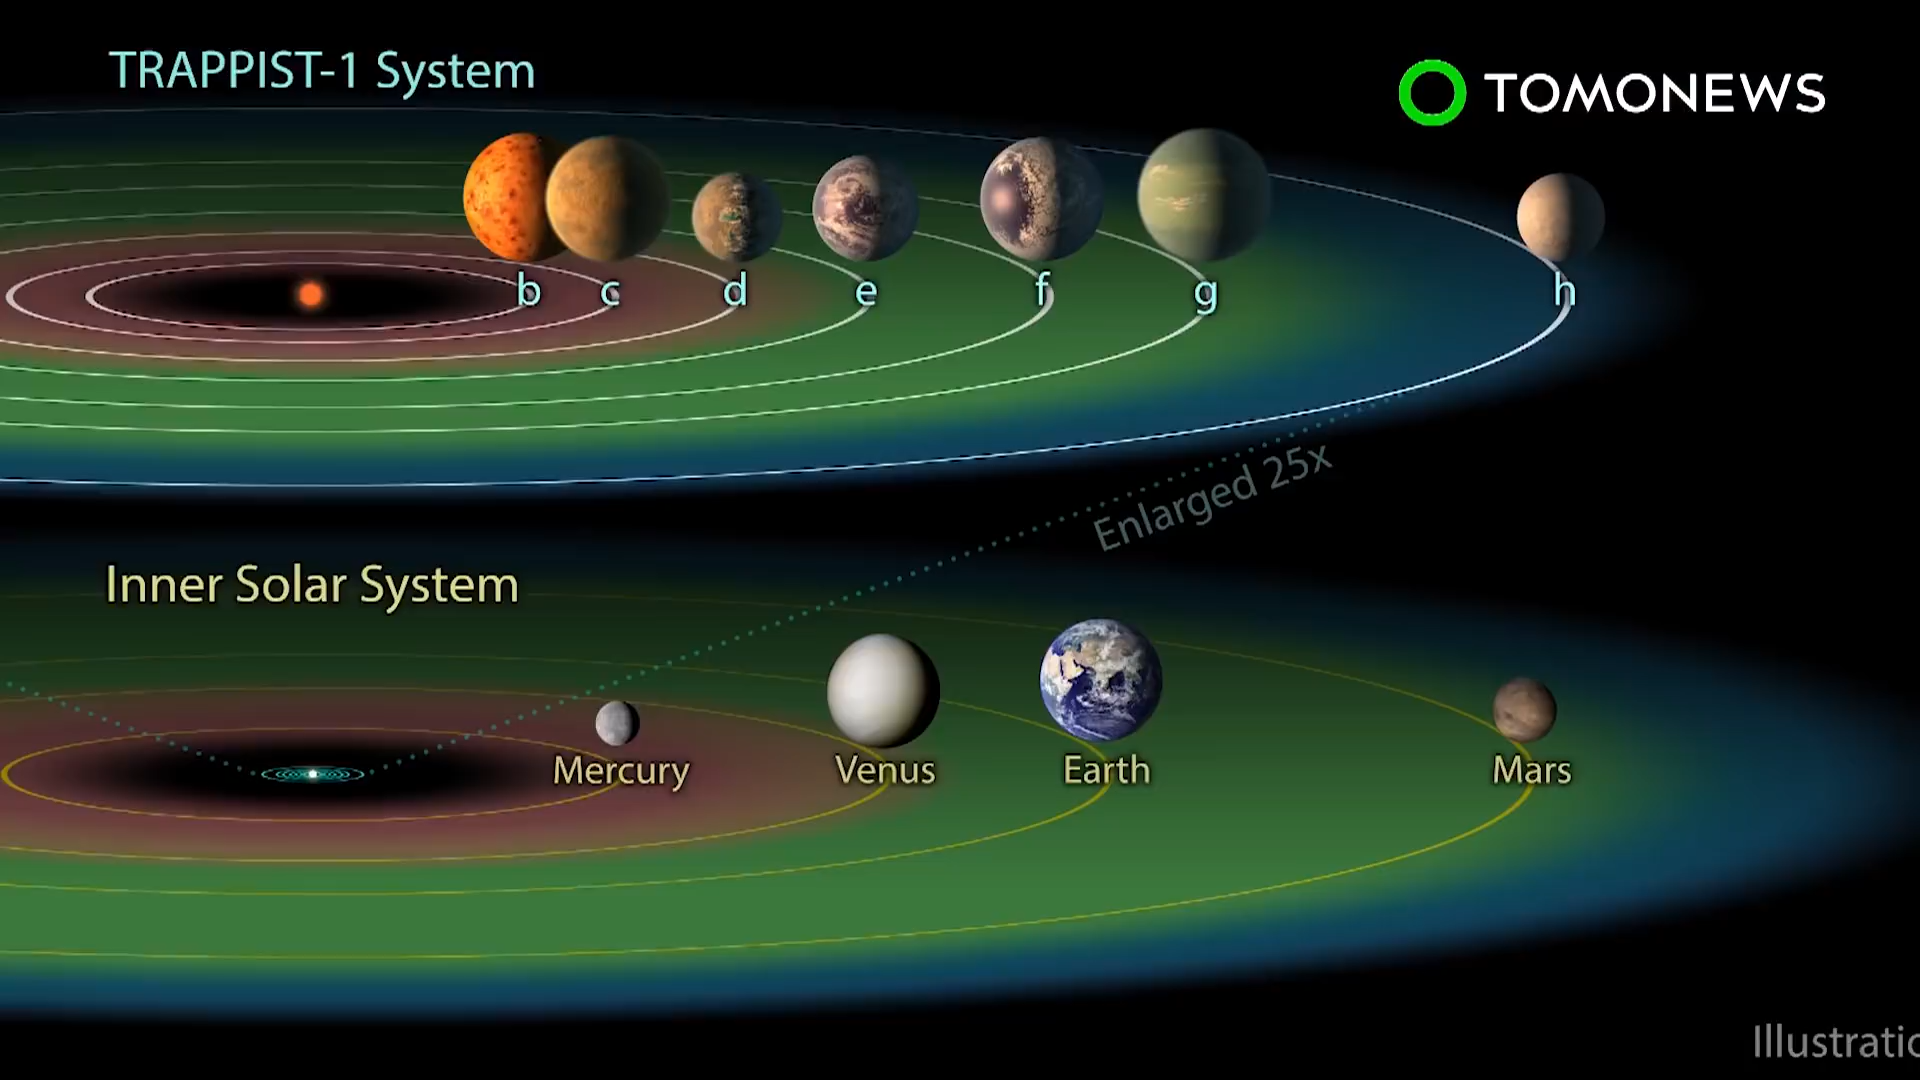 TRAPPIST-1 System
TOMONEWS
b c d e f g h
Enlarged 25x
Inner Solar System
Mercury Venus Earth Mars